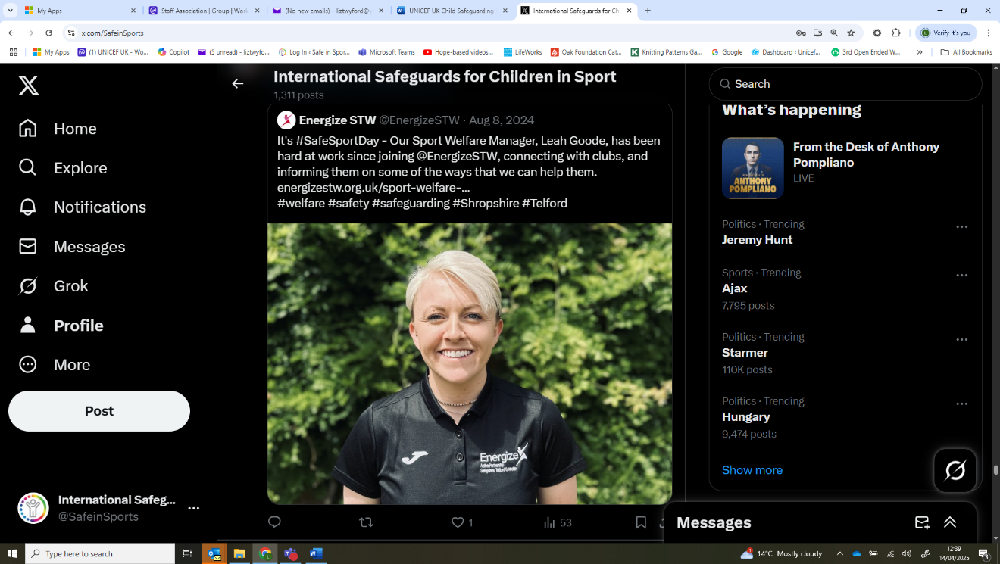 My Apps
Staff Association | Group | Work
(No new emails) – liztwyford@
UNICEF UK Child Safeguarding
International Safeguards for Ch
x.com/SafeinSports
Verify it's you
My Apps
(1) UNICEF UK - Wo...
Copilot
(5 unread) - liztwyfo...
Log In ‹ Safe in Spor...
Microsoft Teams
Hope-based videos...
LifeWorks
Oak Foundation Cat...
Knitting Patterns Ga...
Google
Dashboard ‹ Unicef...
3rd Open Ended W...
All Bookmarks
Home
Explore
Notifications
Messages
Grok
Profile
More
Post
International Safeg...
@SafeinSports
International Safeguards for Children in Sport
1,311 posts
Energize STW @EnergizeSTW · Aug 8, 2024
It's #SafeSportDay - Our Sport Welfare Manager, Leah Goode, has been
hard at work since joining @EnergizeSTW, connecting with clubs, and
informing them on some of the ways that we can help them.
energizestw.org.uk/sport-welfare-...
#welfare #safety #safeguarding #Shropshire #Telford
Energize
Active Partnership
Shropshire, Telford & Wrekin
1
53
Search
What's happening
ANTHONY
POMPLIANO
From the Desk of Anthony
Pompliano
LIVE
Politics · Trending
Jeremy Hunt
Sports · Trending
Ajax
7,795 posts
Politics · Trending
Starmer
110K posts
Politics · Trending
Hungary
9,474 posts
Show more
Messages
Type here to search
14°C Mostly cloudy
12:39
14/04/2025
3